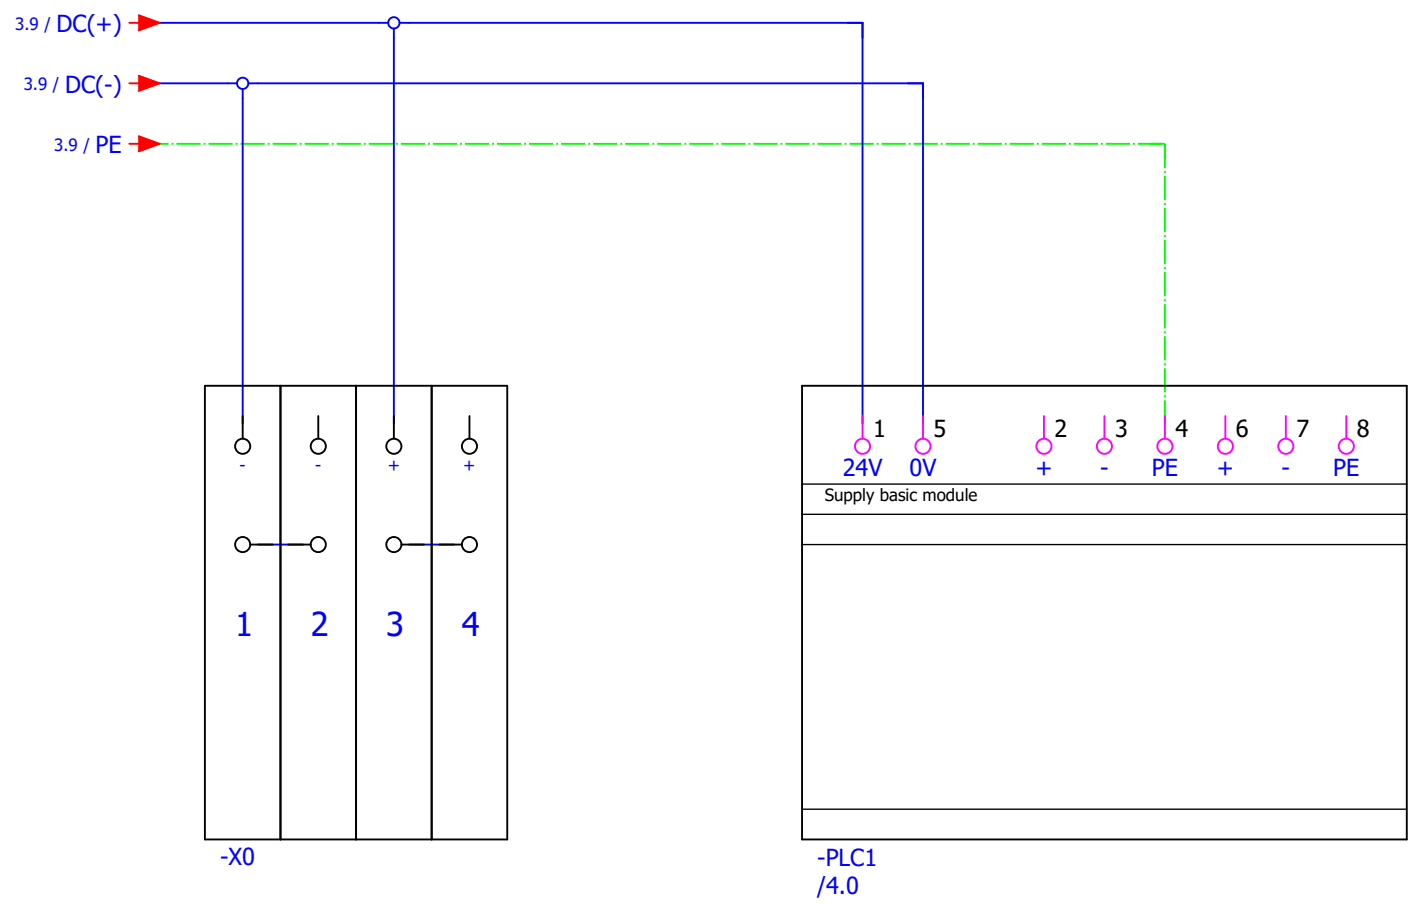 3.9 / DC(+)
3.9 / DC(-)
3.9 / PE
- - + +
1 2 3 4
-X0
1 5 2 3 4 6 7 8
24V 0V + - PE + - PE
Supply basic module
-PLC1
/4.0